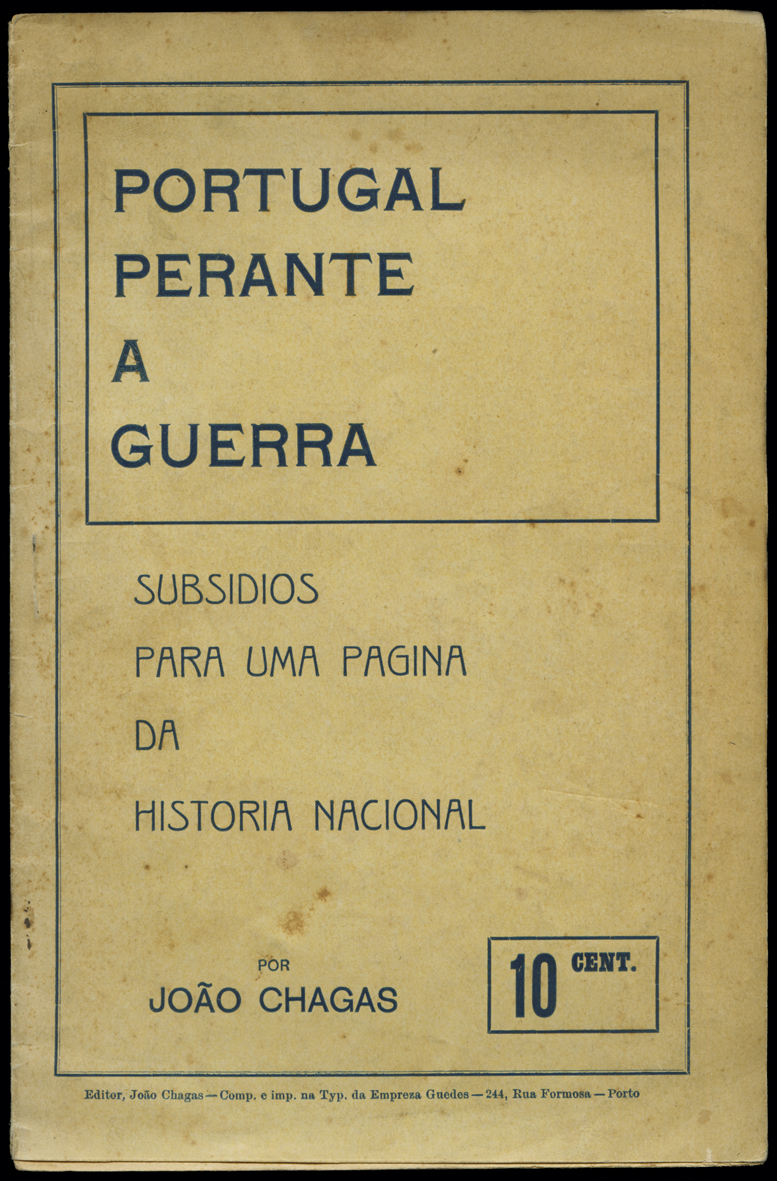 PORTUGAL
PERANTE
A
GUERRA
SUBSIDIOS
PARA UMA PAGINA
DA
HISTORIA NACIONAL
POR
JOÃO CHAGAS
10 CENT.
Editor, João Chagas — Comp. e imp. na Typ. da Empreza Guedes — 244, Rua Formosa — Porto